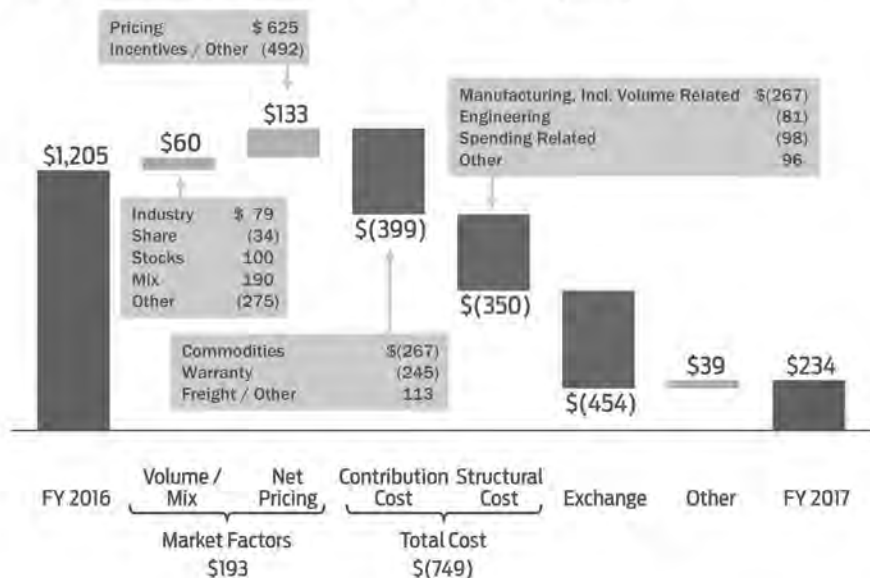 Pricing $ 625
Incentives / Other (492)
$133
$60
$1,205
Manufacturing, Incl. Volume Related $(267)
Engineering (81)
Spending Related (98)
Other 96
Industry $ 79
Share (34)
Stocks 100
Mix 190
Other (275)
$(399)
$(350)
Commodities $(267)
Warranty (245)
Freight / Other 113
$(454)
$39
$234
FY 2016
Volume /
Mix
Net
Pricing
Contribution
Cost
Structural
Cost
Exchange
Other
FY 2017
Market Factors
$193
Total Cost
$(749)